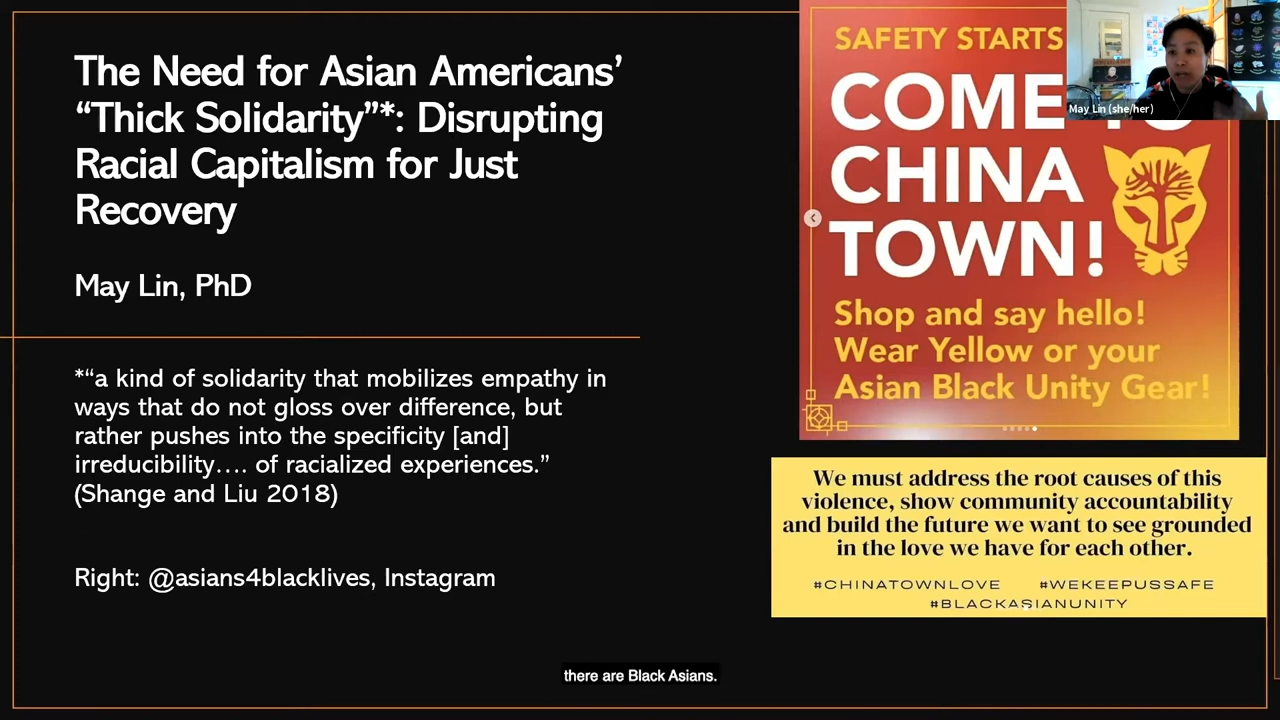 The Need for Asian Americans’
“Thick Solidarity”*: Disrupting
Racial Capitalism for Just
Recovery
May Lin, PhD
*“a kind of solidarity that mobilizes empathy in
ways that do not gloss over difference, but
rather pushes into the specificity [and]
irreducibility…. of racialized experiences.”
(Shange and Liu 2018)
Right: @asians4blacklives, Instagram
SAFETY STARTS
COME TO
CHINA
TOWN!
Shop and say hello!
Wear Yellow or your
Asian Black Unity Gear!
We must address the root causes of this
violence, show community accountability
and build the future we want to see grounded
in the love we have for each other.
#CHINATOWNLOVE #WEKEEPUSSAFE
#BLACKASIANUNITY
May Lin (she/her)
there are Black Asians.